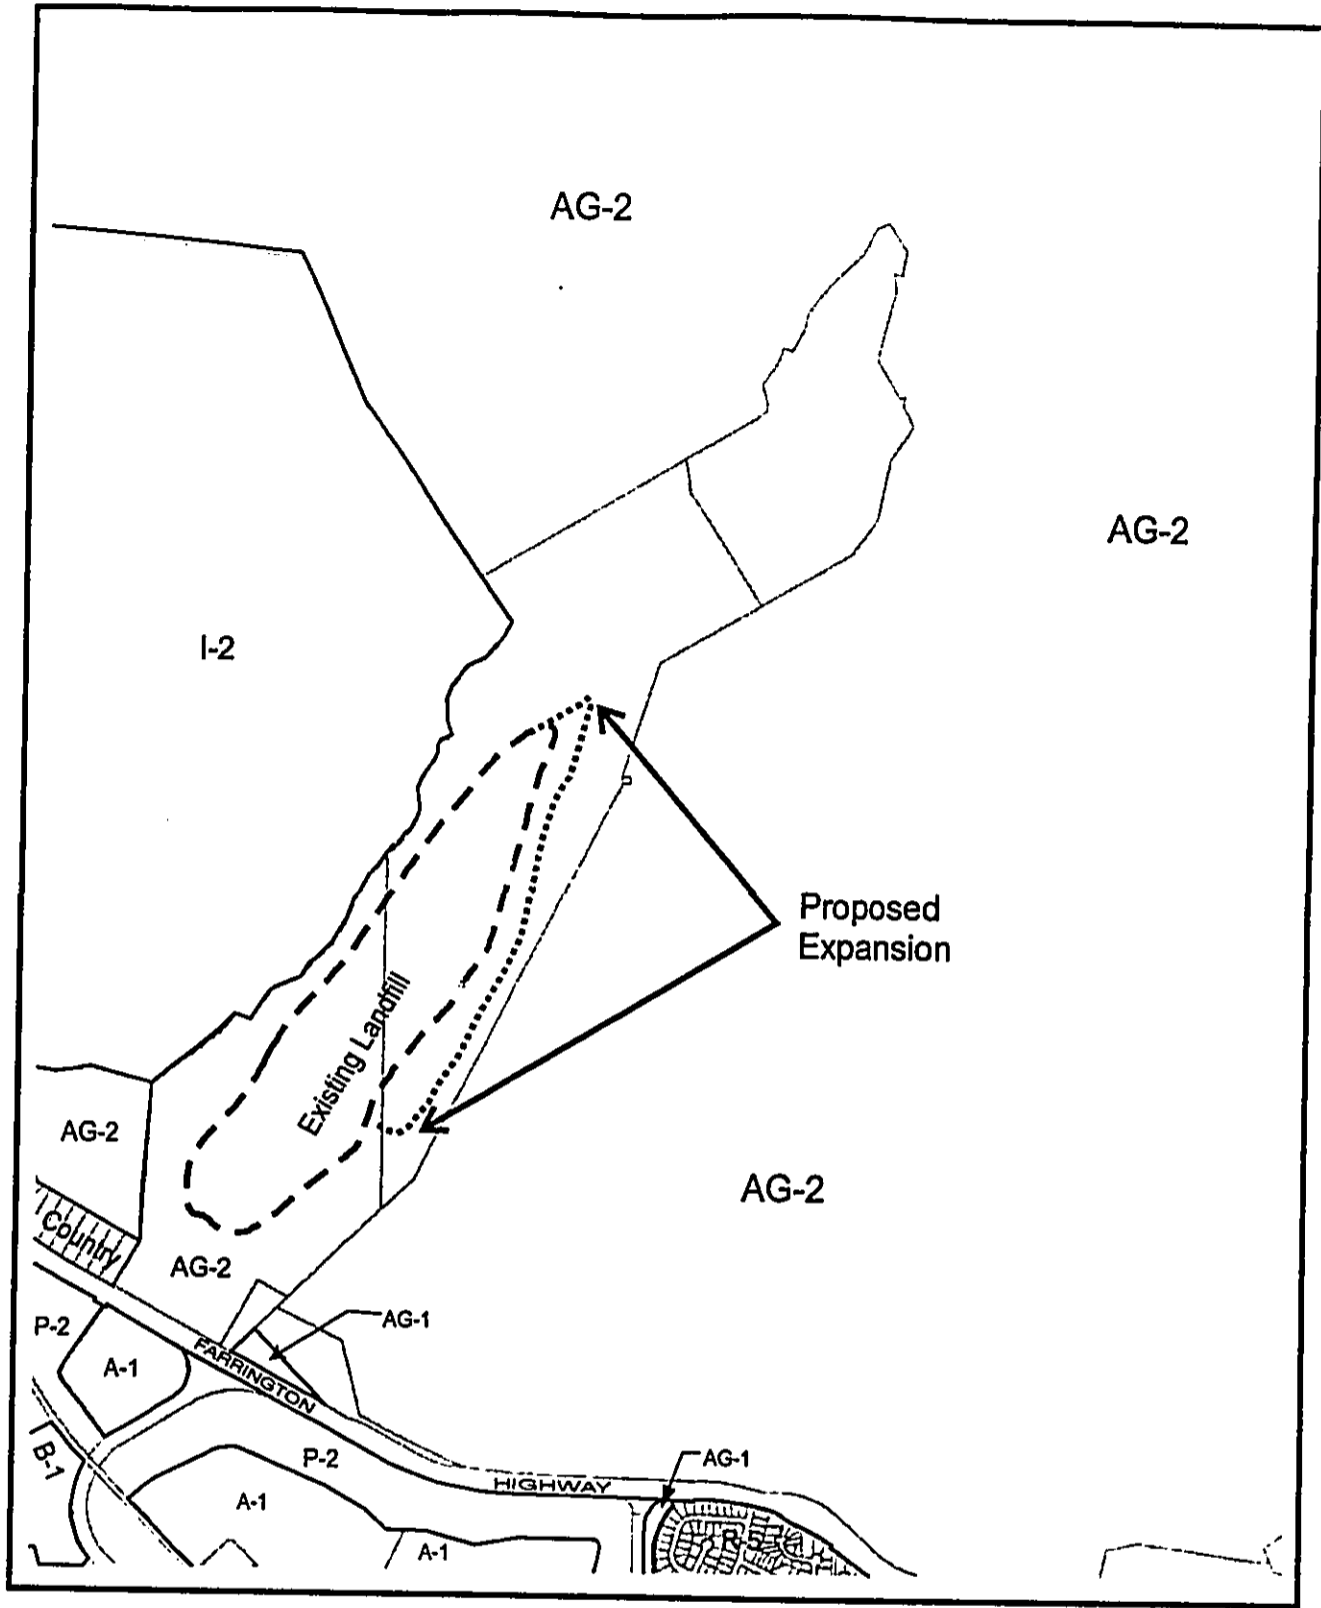 AG-2
AG-2
I-2
Proposed
Expansion
Existing Landfill
AG-2
AG-2
Country
AG-2
AG-1
P-2
A-1
FARRINGTON
B-1
P-2
AG-1
HIGHWAY
A-1
A-1